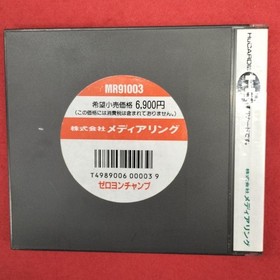 MR91003
希望小売価格 6,900円
(この価格には消費税は含まれておりません。)
株式会社 メディアリング
T4989006 00003 9
ゼロヨンチャンプ
HuCARD
株式会社 メディアリング